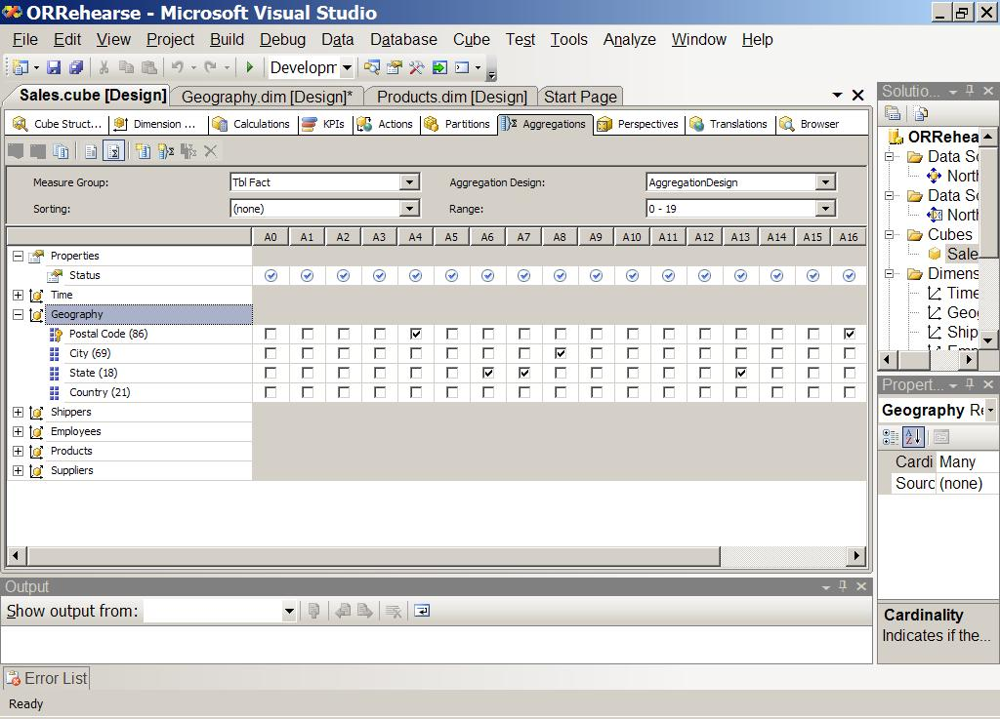 ORRehearse - Microsoft Visual Studio
File Edit View Project Build Debug Data Database Cube Test Tools Analyze Window Help
Developm
Sales.cube [Design] Geography.dim [Design]* Products.dim [Design] Start Page
Cube Struct... Dimension ... Calculations KPIs Actions Partitions Aggregations Perspectives Translations Browser
Measure Group: Tbl Fact Aggregation Design: AggregationDesign
Sorting: (none) Range: 0 - 19
A0 A1 A2 A3 A4 A5 A6 A7 A8 A9 A10 A11 A12 A13 A14 A15 A16
Properties
Status
Time
Geography
Postal Code (86)
City (69)
State (18)
Country (21)
Shippers
Employees
Products
Suppliers
Output
Show output from:
Error List
Ready
Solutio...
ORRehea
Data So
North
Data So
North
Cubes
Sale
Dimens
Time
Geo
Ship
Propert...
Geography Re
Cardi Many
Sourc (none)
Cardinality
Indicates if the...